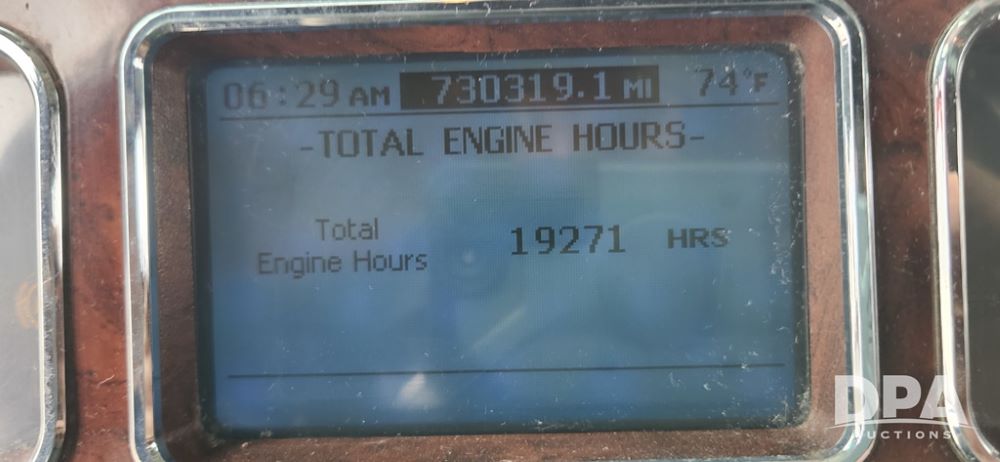 06:29 AM 730319.1 MI 74°F
-TOTAL ENGINE HOURS-
Total
Engine Hours 19271 HRS
DPA
AUCTIONS